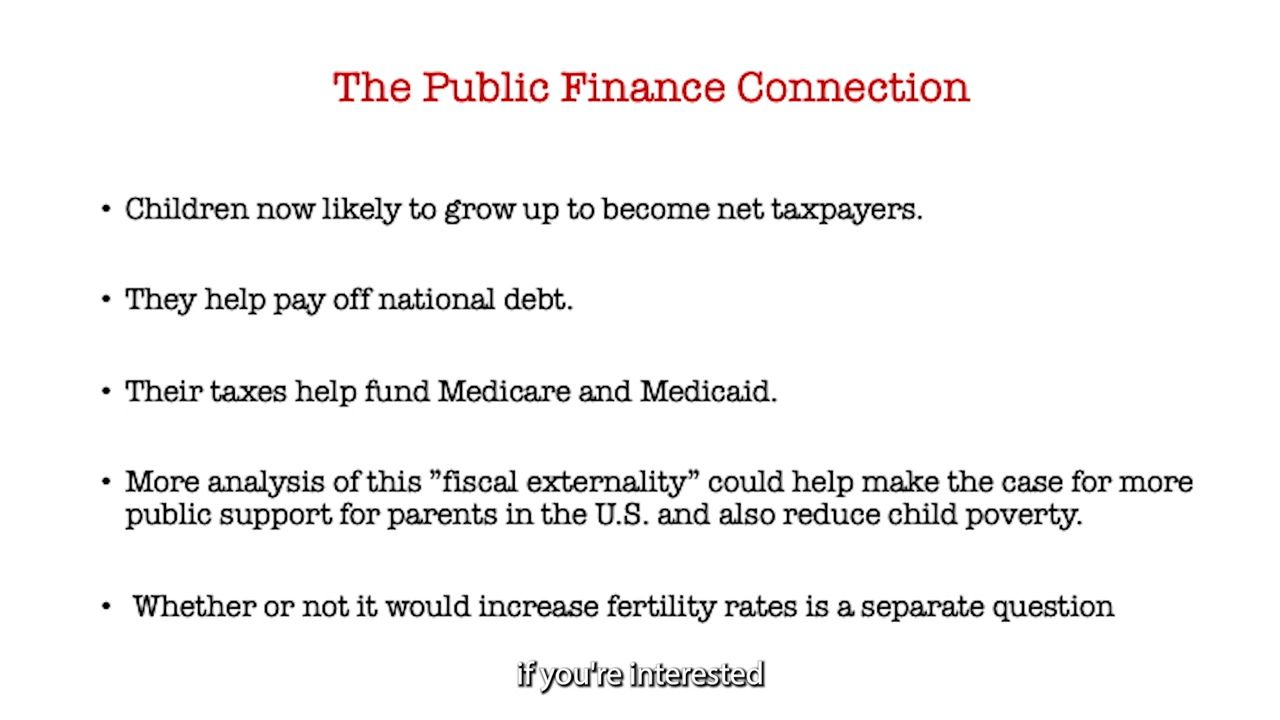 The Public Finance Connection
• Children now likely to grow up to become net taxpayers.
• They help pay off national debt.
• Their taxes help fund Medicare and Medicaid.
• More analysis of this ”fiscal externality” could help make the case for more
public support for parents in the U.S. and also reduce child poverty.
• Whether or not it would increase fertility rates is a separate question
if you're interested